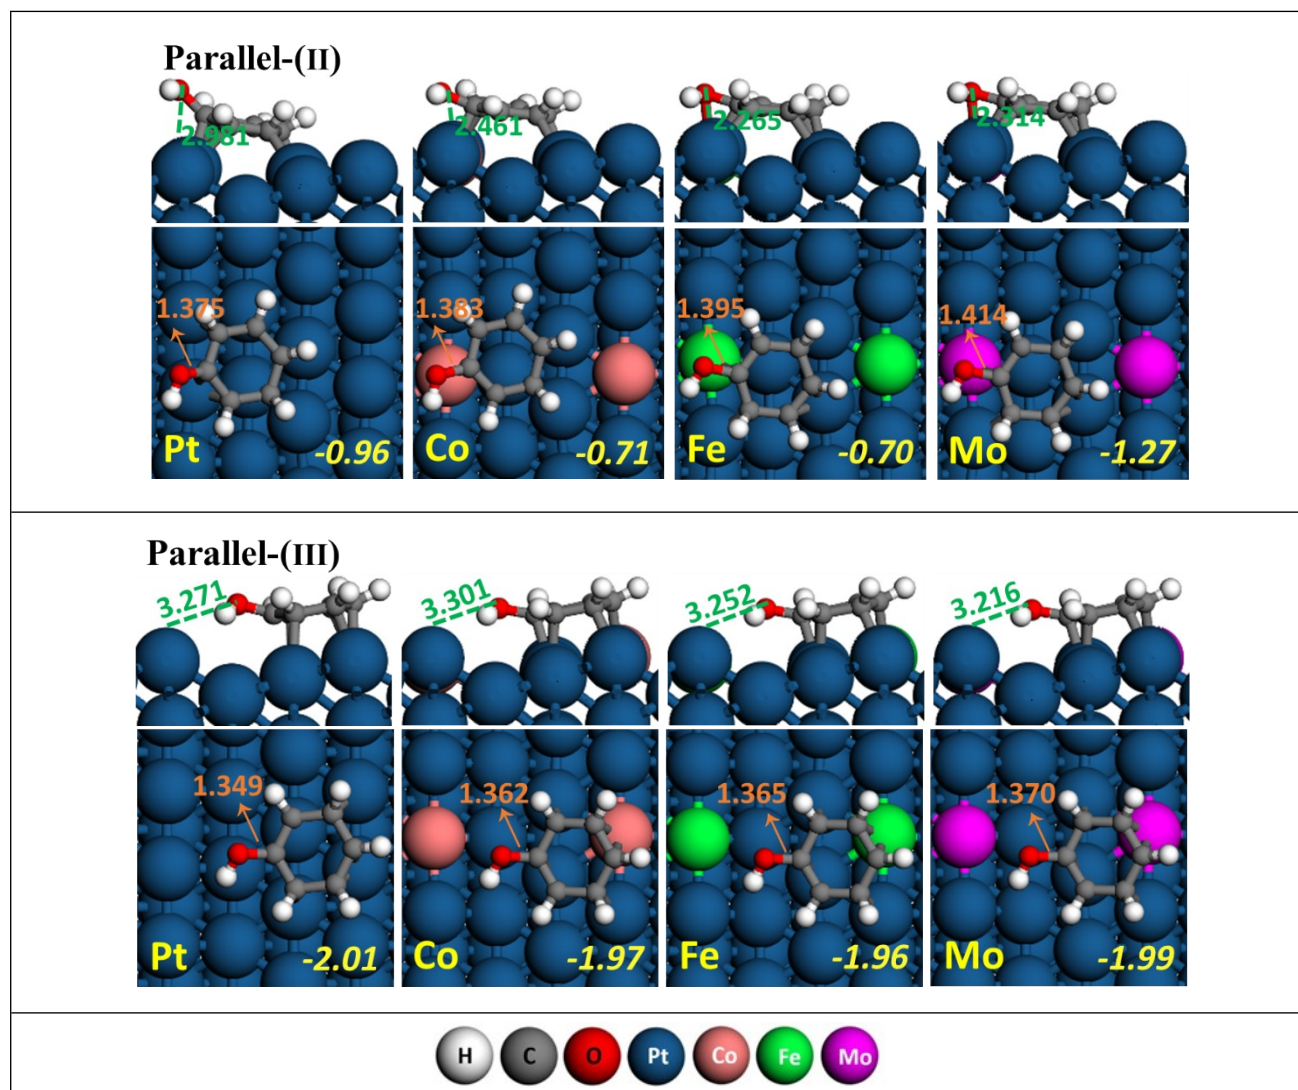 Parallel-(II)
2.981 2.461 2.265 2.314
1.375 1.383 1.395 1.414
Pt -0.96 Co -0.71 Fe -0.70 Mo -1.27
Parallel-(III)
3.271 3.301 3.252 3.216
1.349 1.362 1.365 1.370
Pt -2.01 Co -1.97 Fe -1.96 Mo -1.99
H C O Pt Co Fe Mo